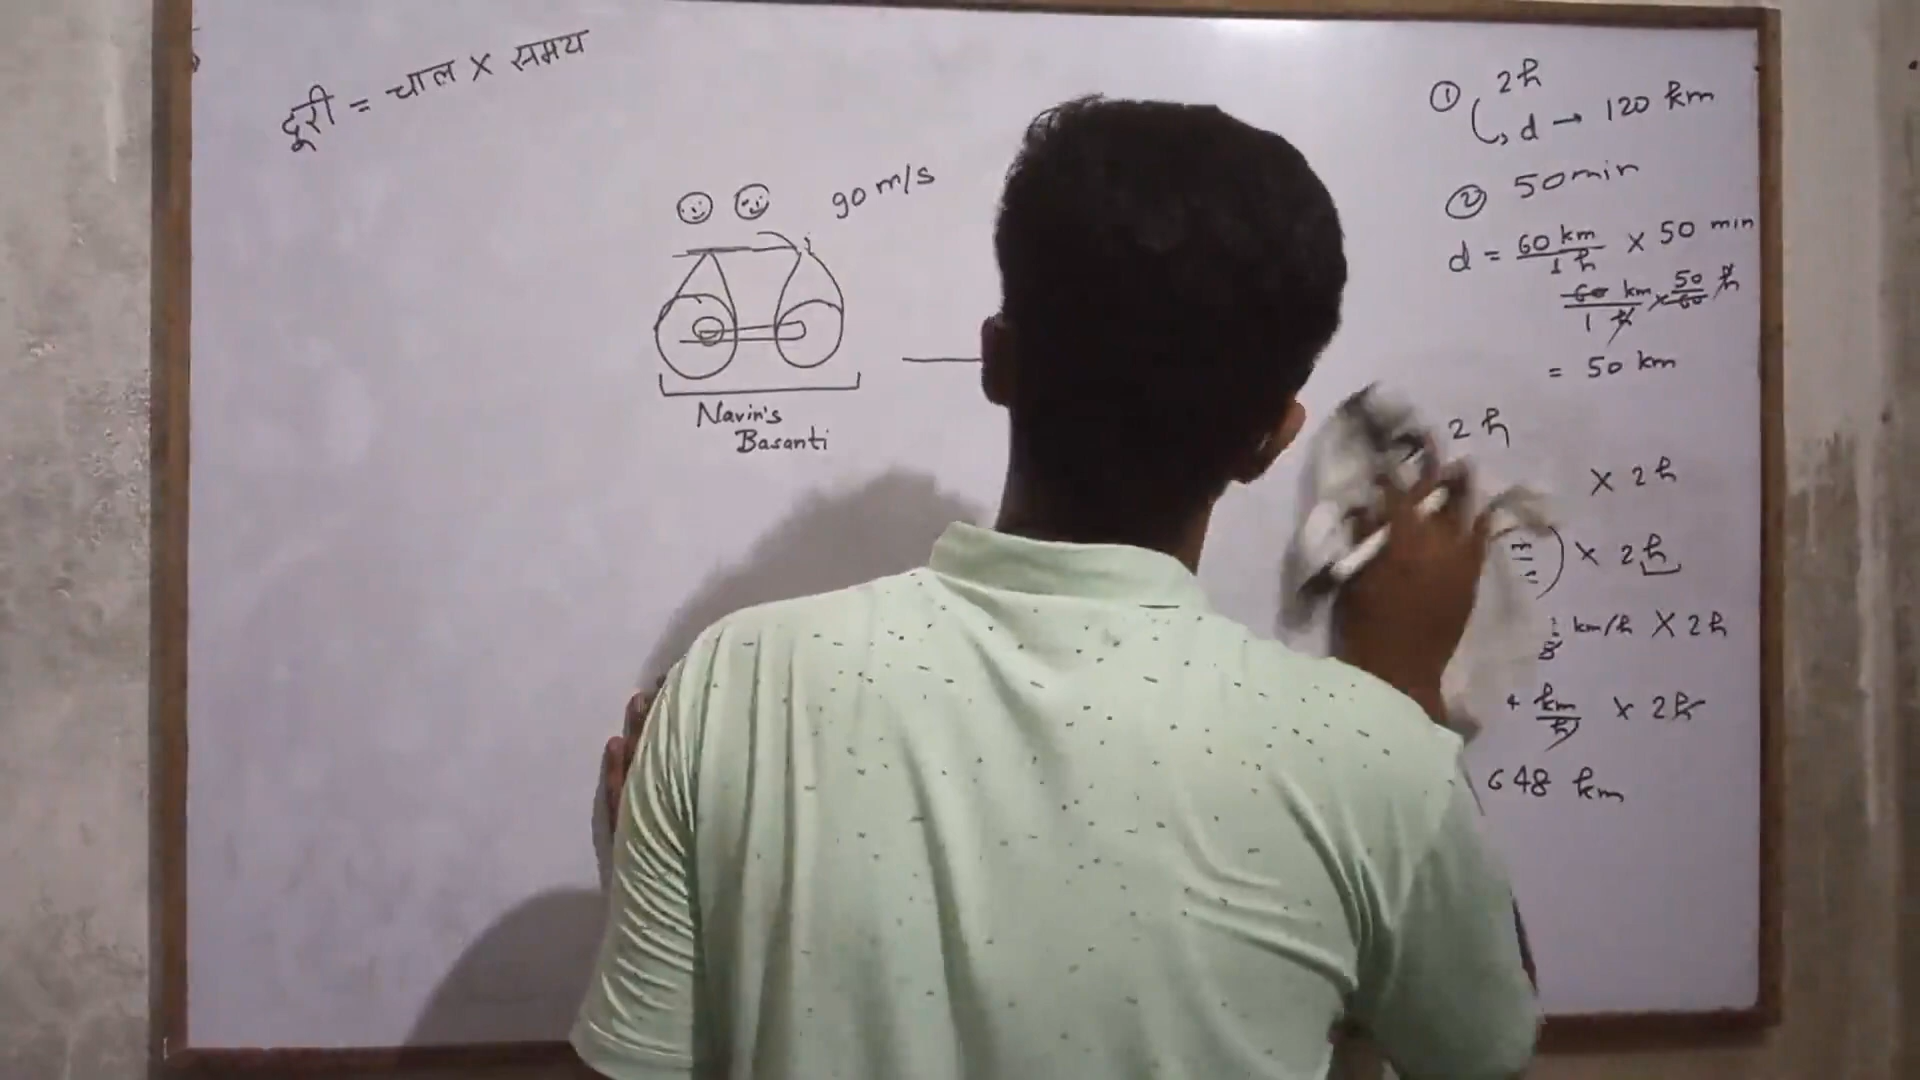 दूरी = चाल × समय
90 m/s
Navin's
Basanti
① 2h
d → 120 km
② 50 min
d = 60 km / 1 h × 50 min
60 km / 1 h × 50/60 h
= 50 km
2 h
× 2 h
) × 2 h
km/h × 2 h
km/h × 2 h
648 km